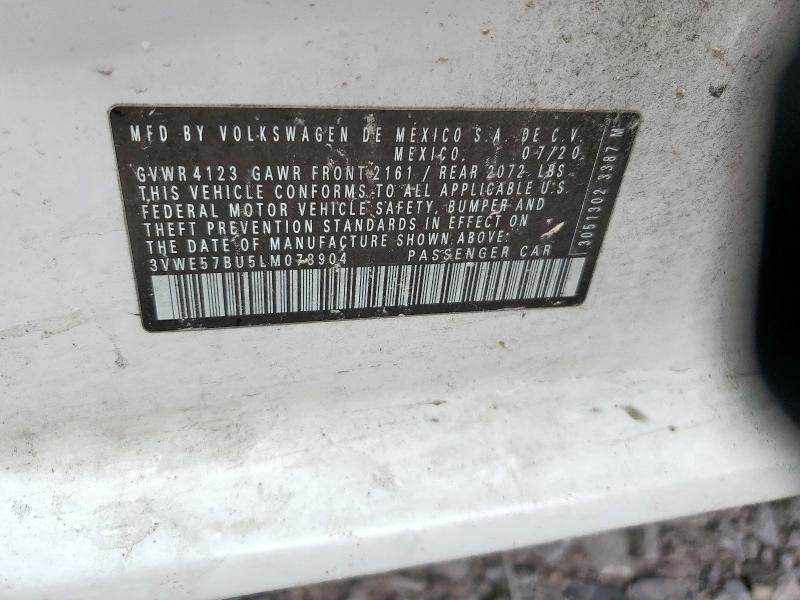 MFD BY VOLKSWAGEN DE MÉXICO S.A. DE C.V.
MEXICO, 07/20
GVWR 4123 GAWR FRONT 2161 / REAR 2072 LBS
THIS VEHICLE CONFORMS TO ALL APPLICABLE U.S.
FEDERAL MOTOR VEHICLE SAFETY, BUMPER AND
THEFT PREVENTION STANDARDS IN EFFECT ON
THE DATE OF MANUFACTURE SHOWN ABOVE:
3VWE57BU5LM078904 PASSENGER CAR
3051302 3387 M